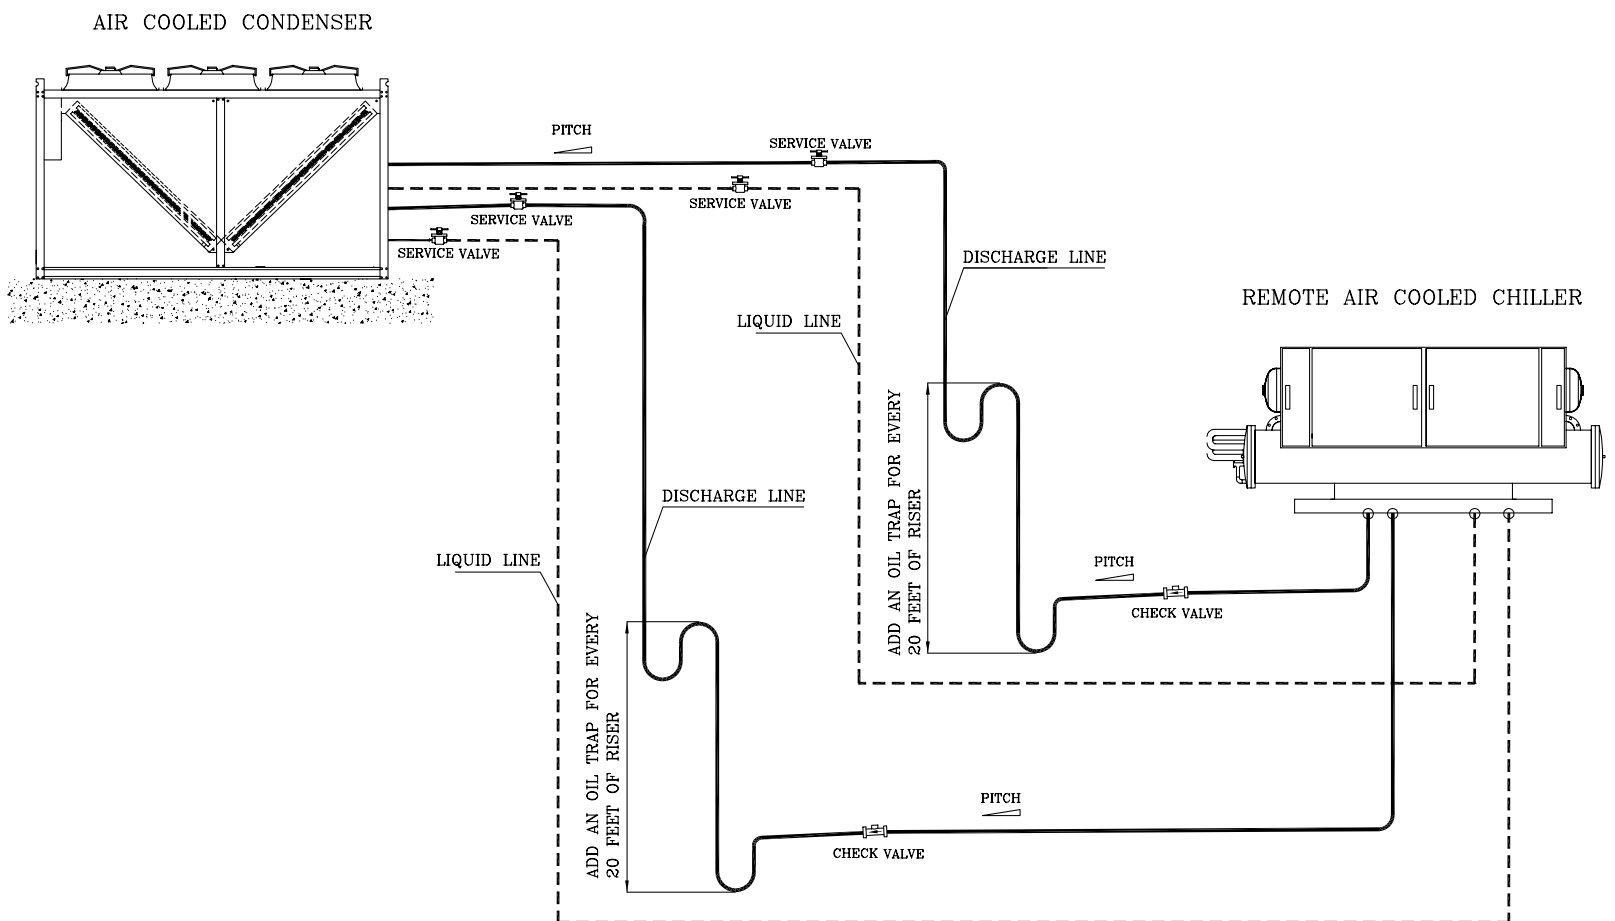 AIR COOLED CONDENSER
PITCH
SERVICE VALVE
SERVICE VALVE
SERVICE VALVE
SERVICE VALVE
DISCHARGE LINE
REMOTE AIR COOLED CHILLER
LIQUID LINE
ADD AN OIL TRAP FOR EVERY
20 FEET OF RISER
DISCHARGE LINE
LIQUID LINE
PITCH
CHECK VALVE
ADD AN OIL TRAP FOR EVERY
20 FEET OF RISER
PITCH
CHECK VALVE